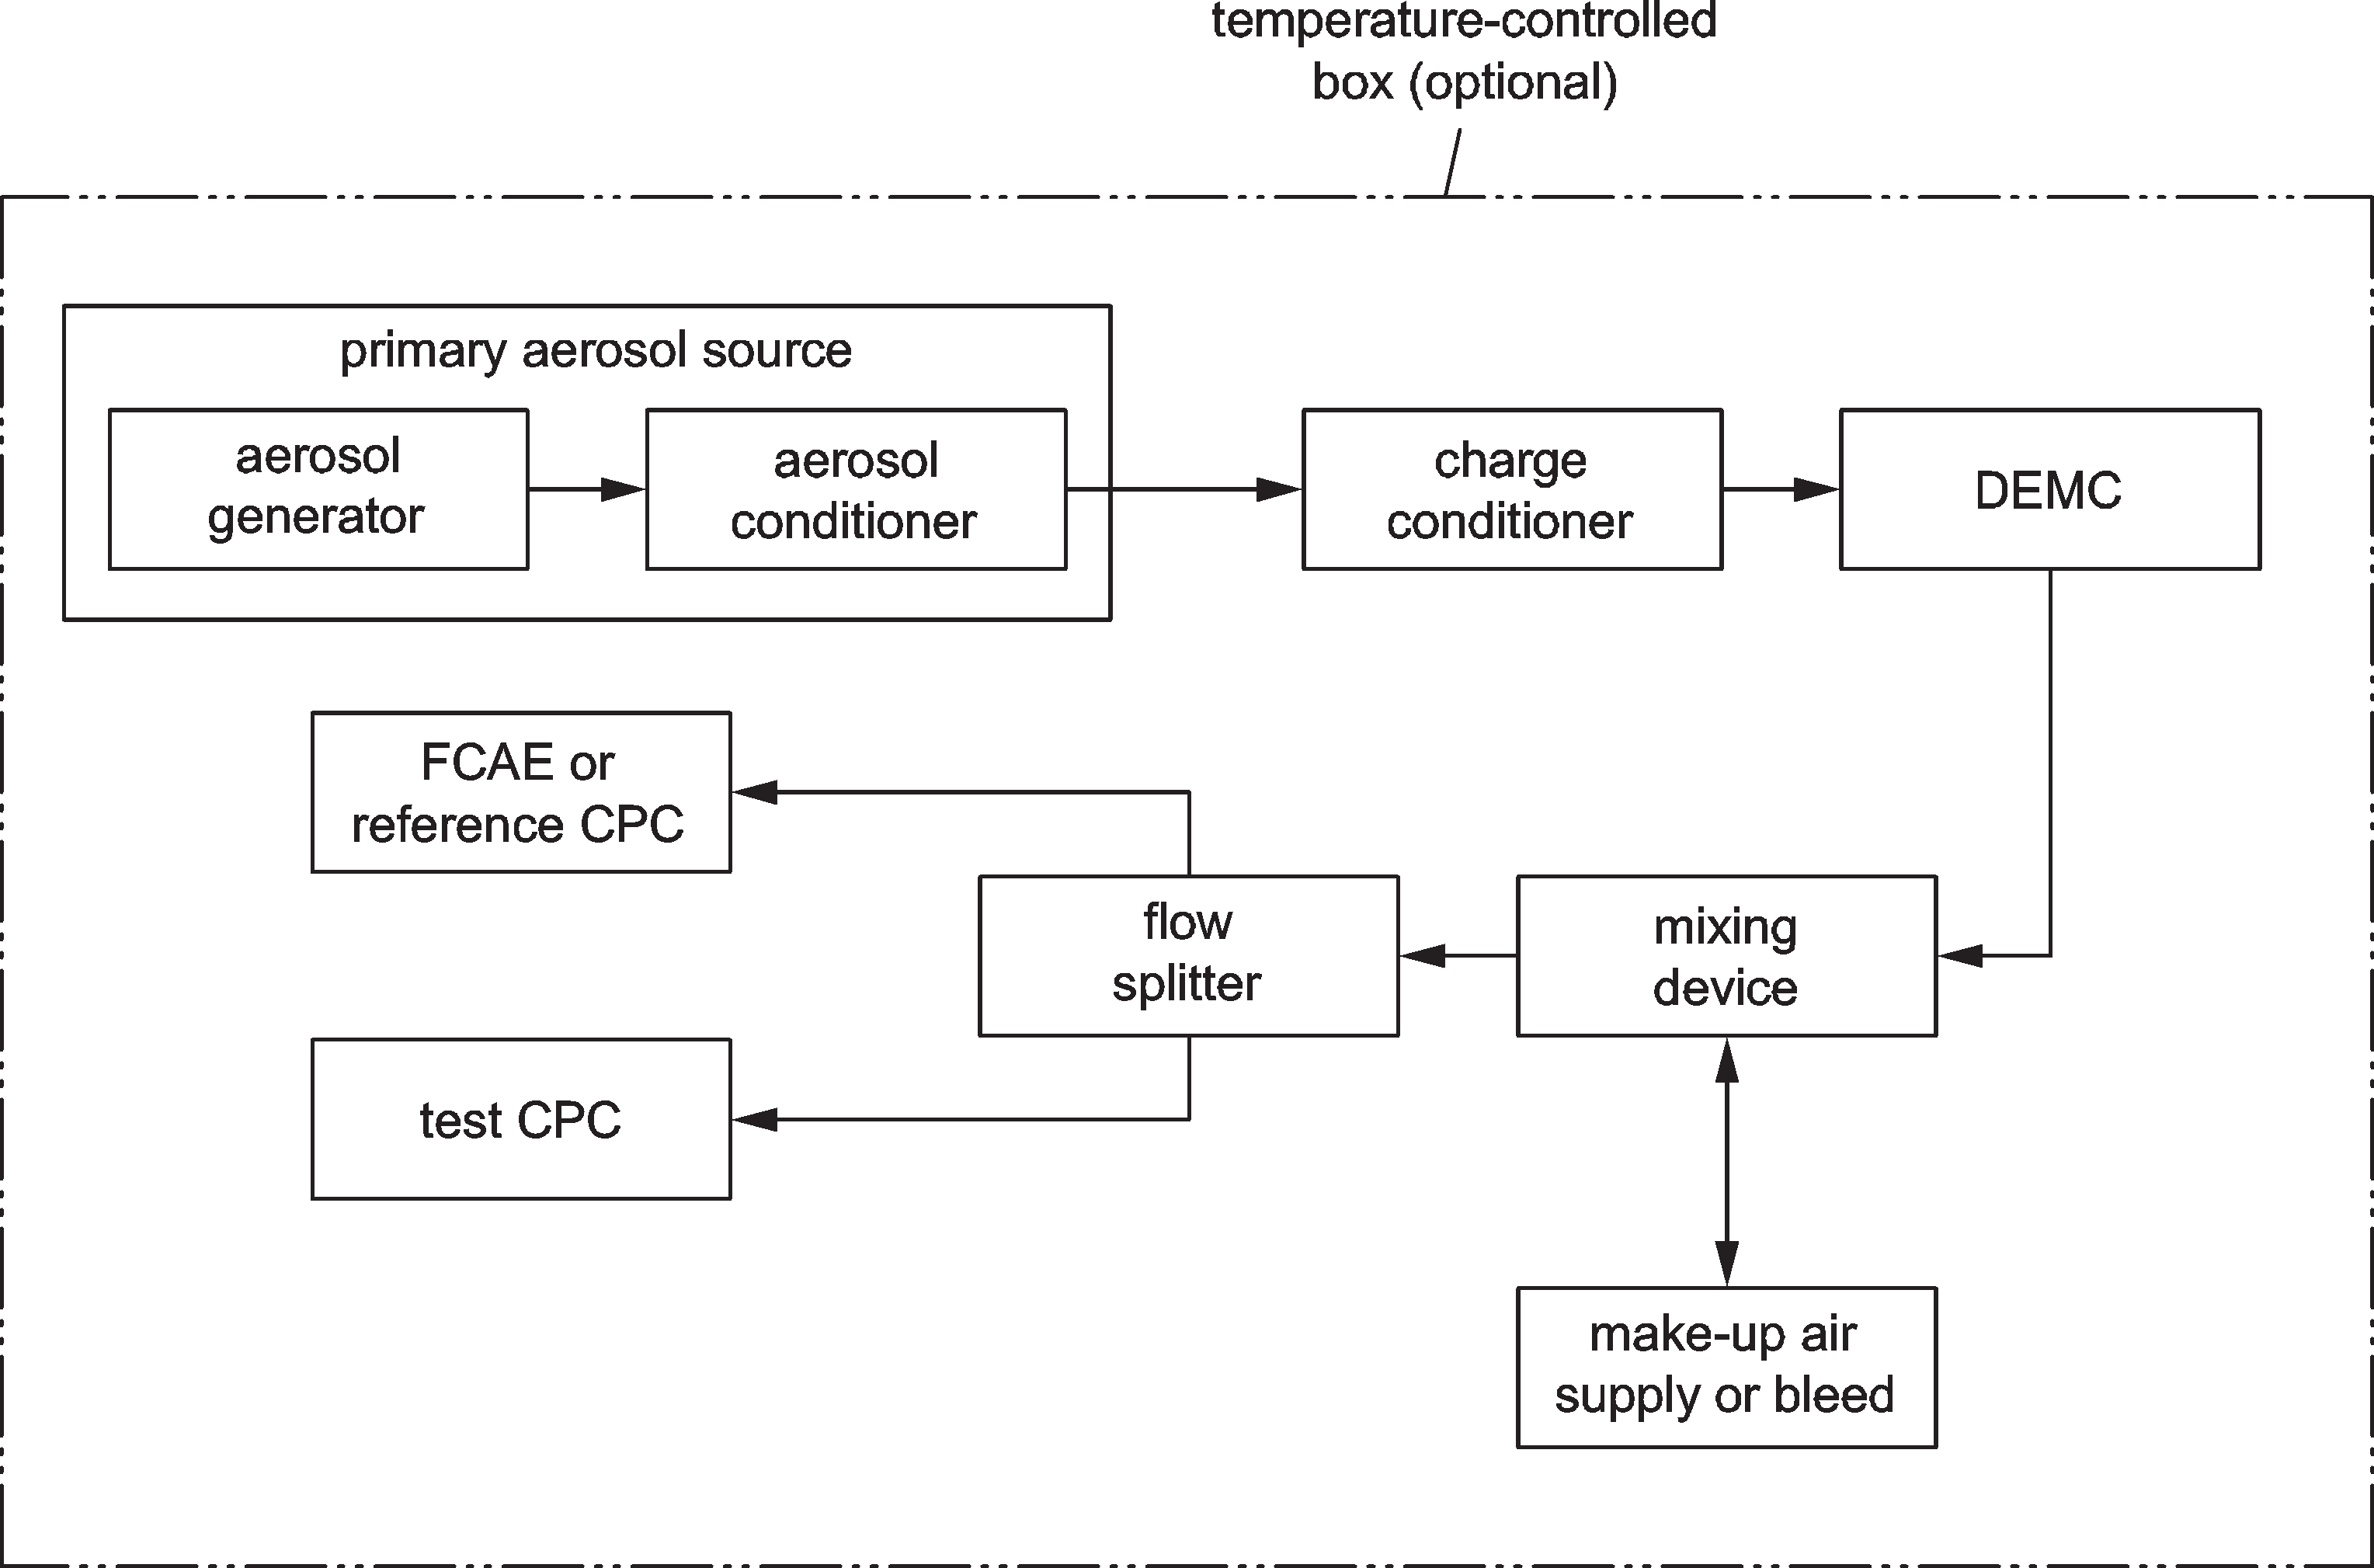 temperature-controlled
box (optional)
primary aerosol source
aerosol
generator
aerosol
conditioner
charge
conditioner
DEMC
FCAE or
reference CPC
flow
splitter
mixing
device
test CPC
make-up air
supply or bleed